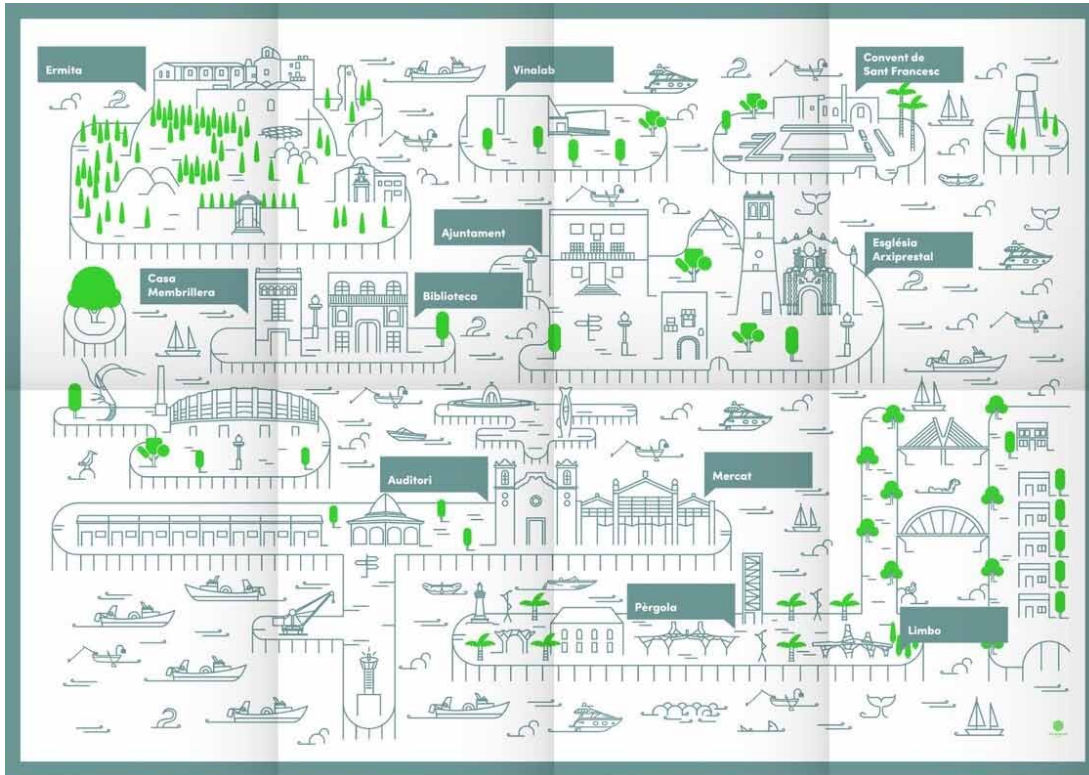 Ermita
Vinalab
Convent de
Sant Francesc
Ajuntament
Església
Arxiprestal
Casa
Membrillera
Biblioteca
Auditori
Mercat
Pèrgola
Limbo